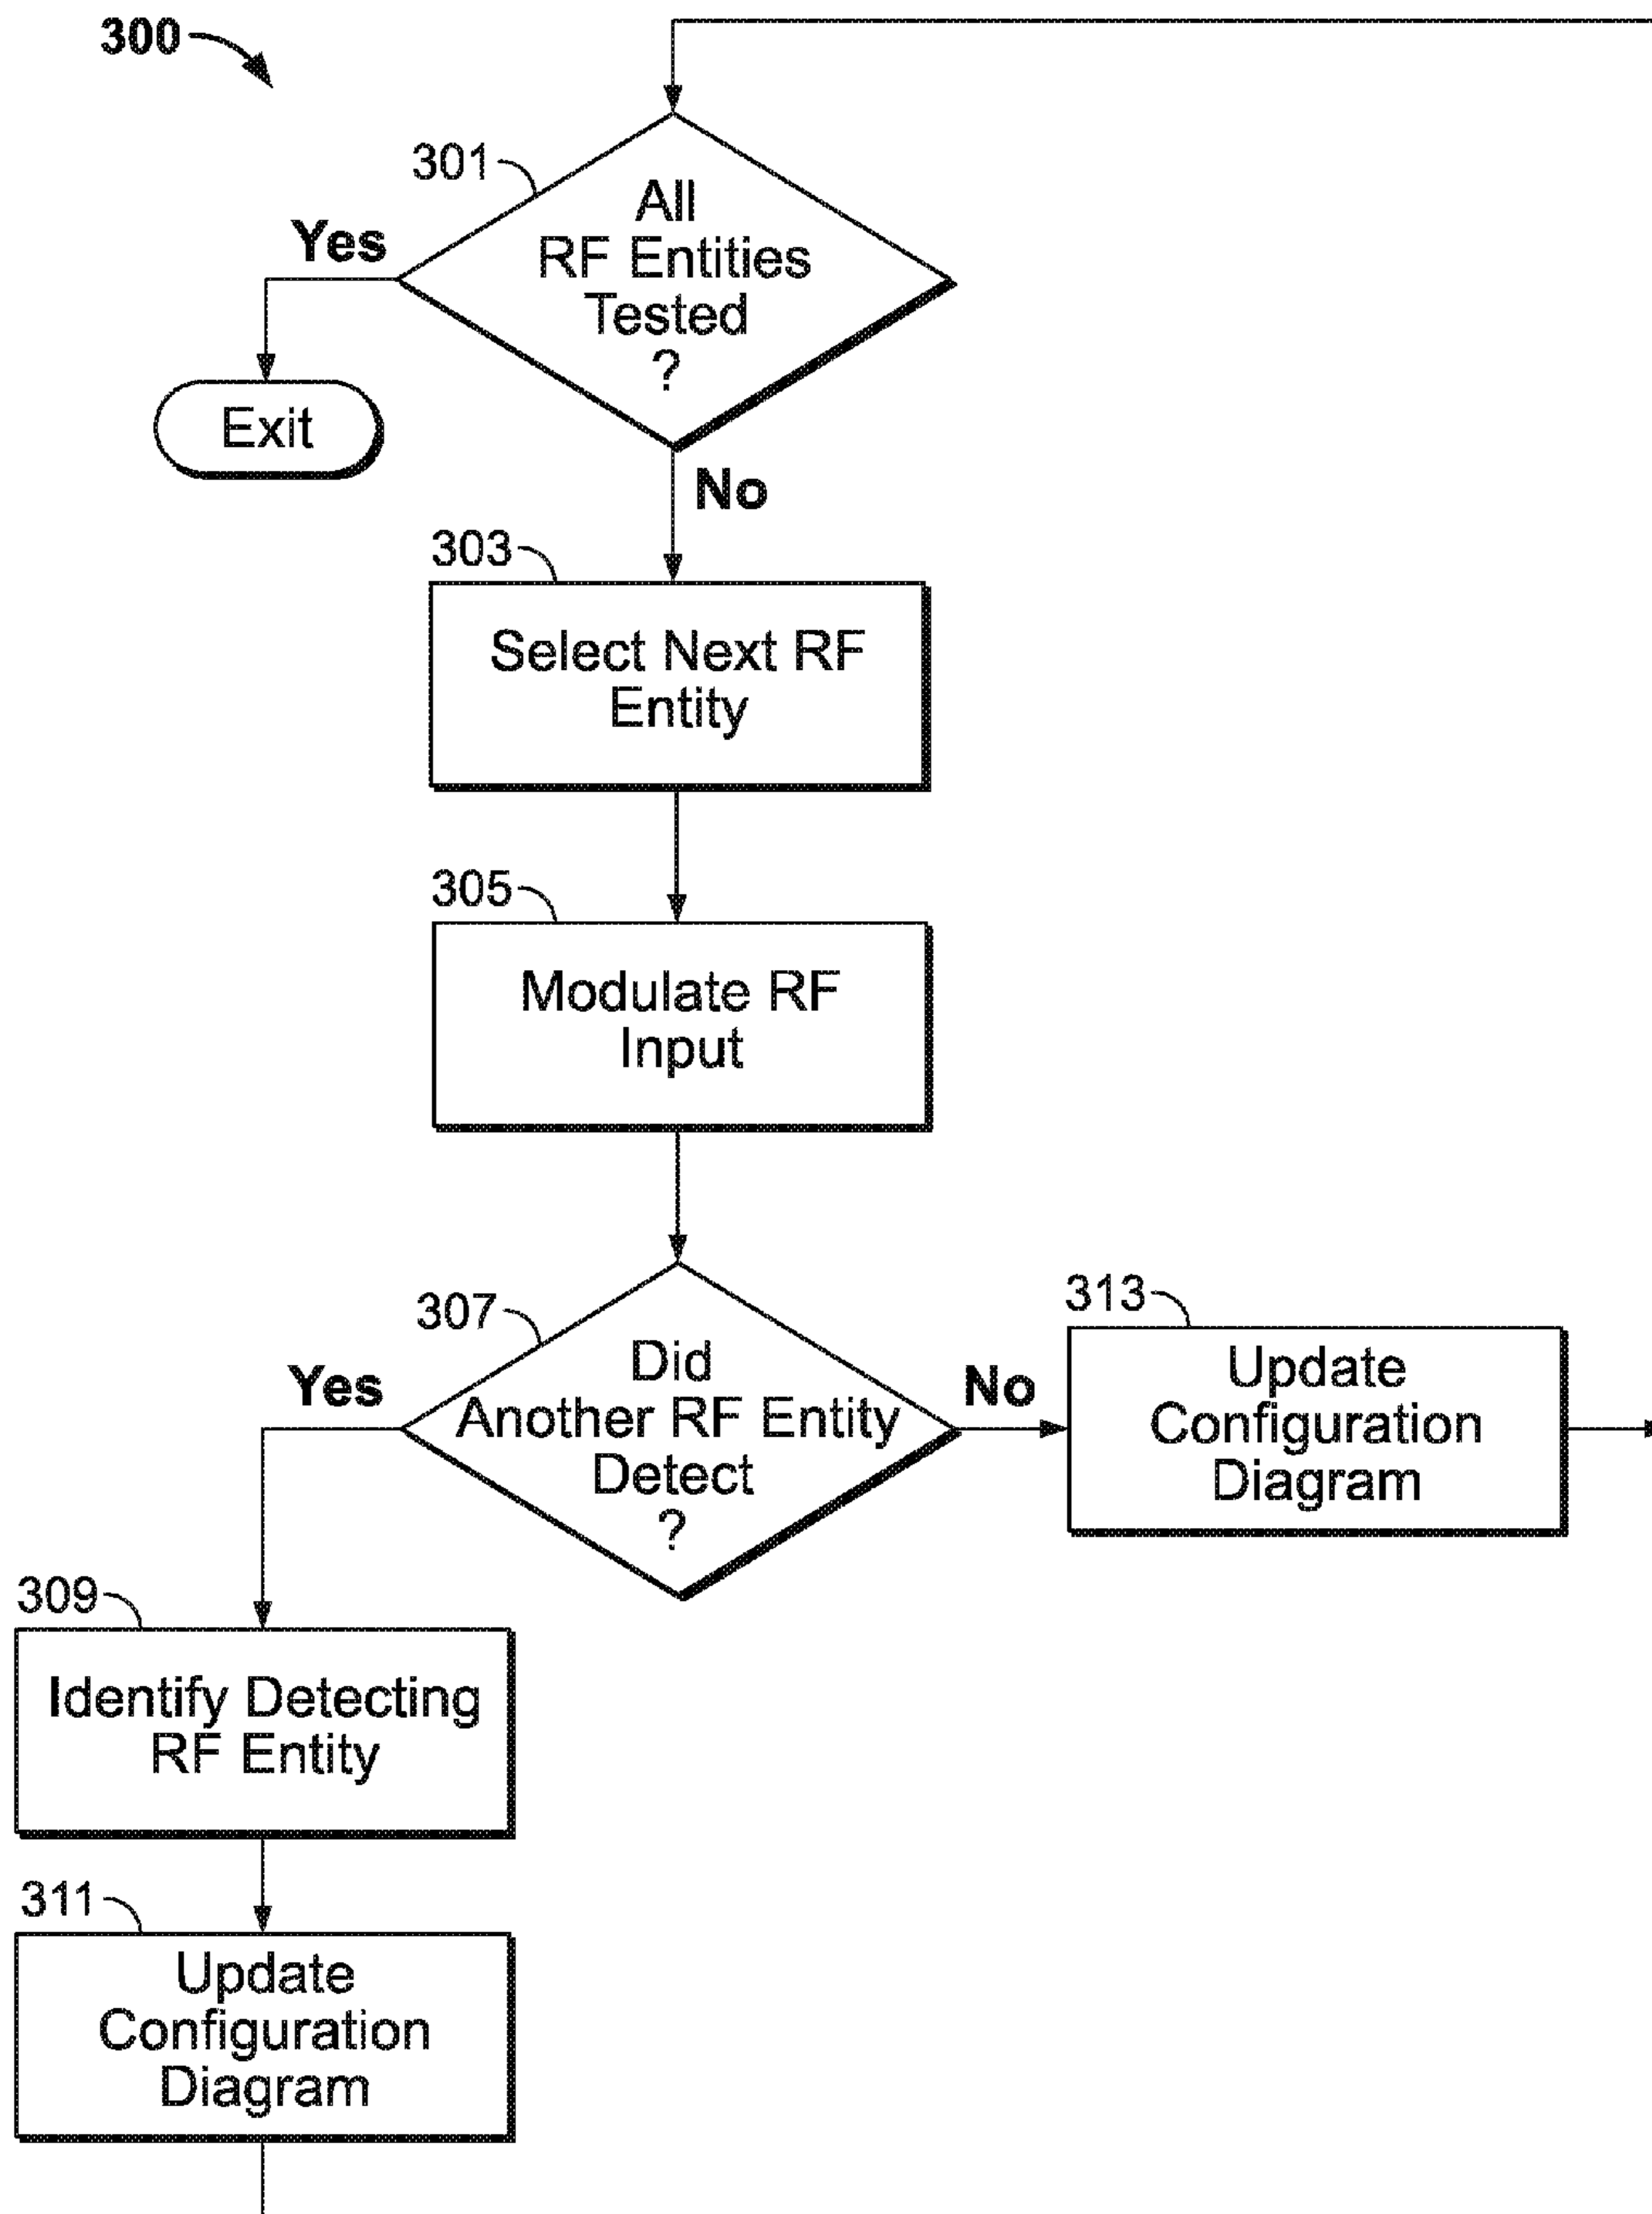 300
301
All
RF Entities
Tested
?
Yes
Exit
No
303
Select Next RF
Entity
305
Modulate RF
Input
307
Did
Another RF Entity
Detect
?
Yes
No
313
Update
Configuration
Diagram
309
Identify Detecting
RF Entity
311
Update
Configuration
Diagram